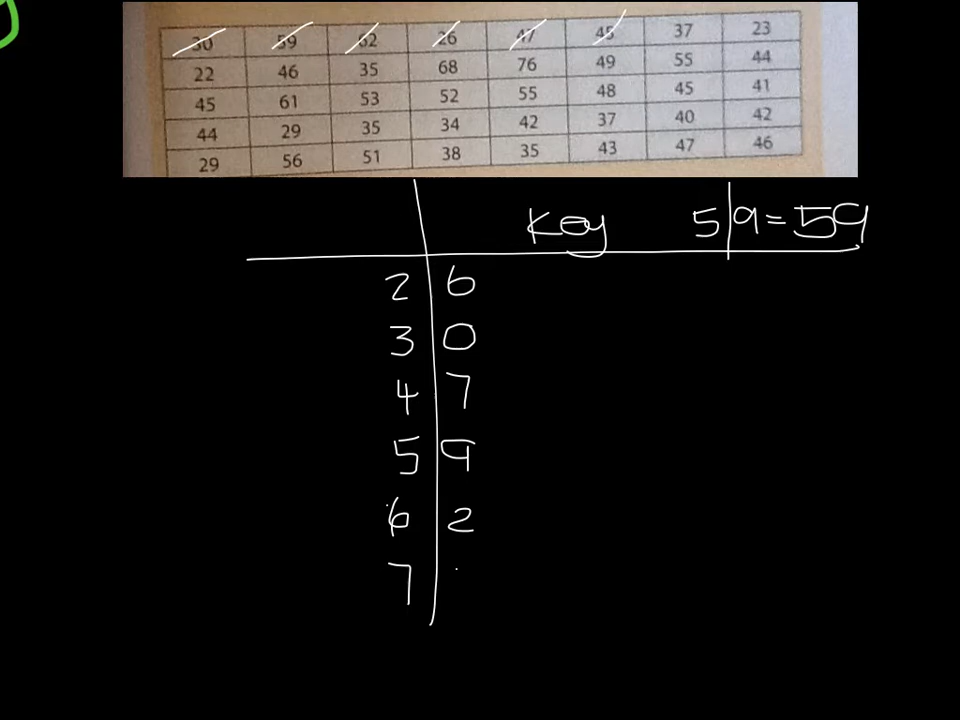 30 59 62 26 47 45 37 23
22 46 35 68 76 49 55 44
45 61 53 52 55 48 45 41
44 29 35 34 42 37 40 42
29 56 51 38 35 43 47 46
Key 5|9=59
2 6
3 0
4 7
5 9
6 2
7